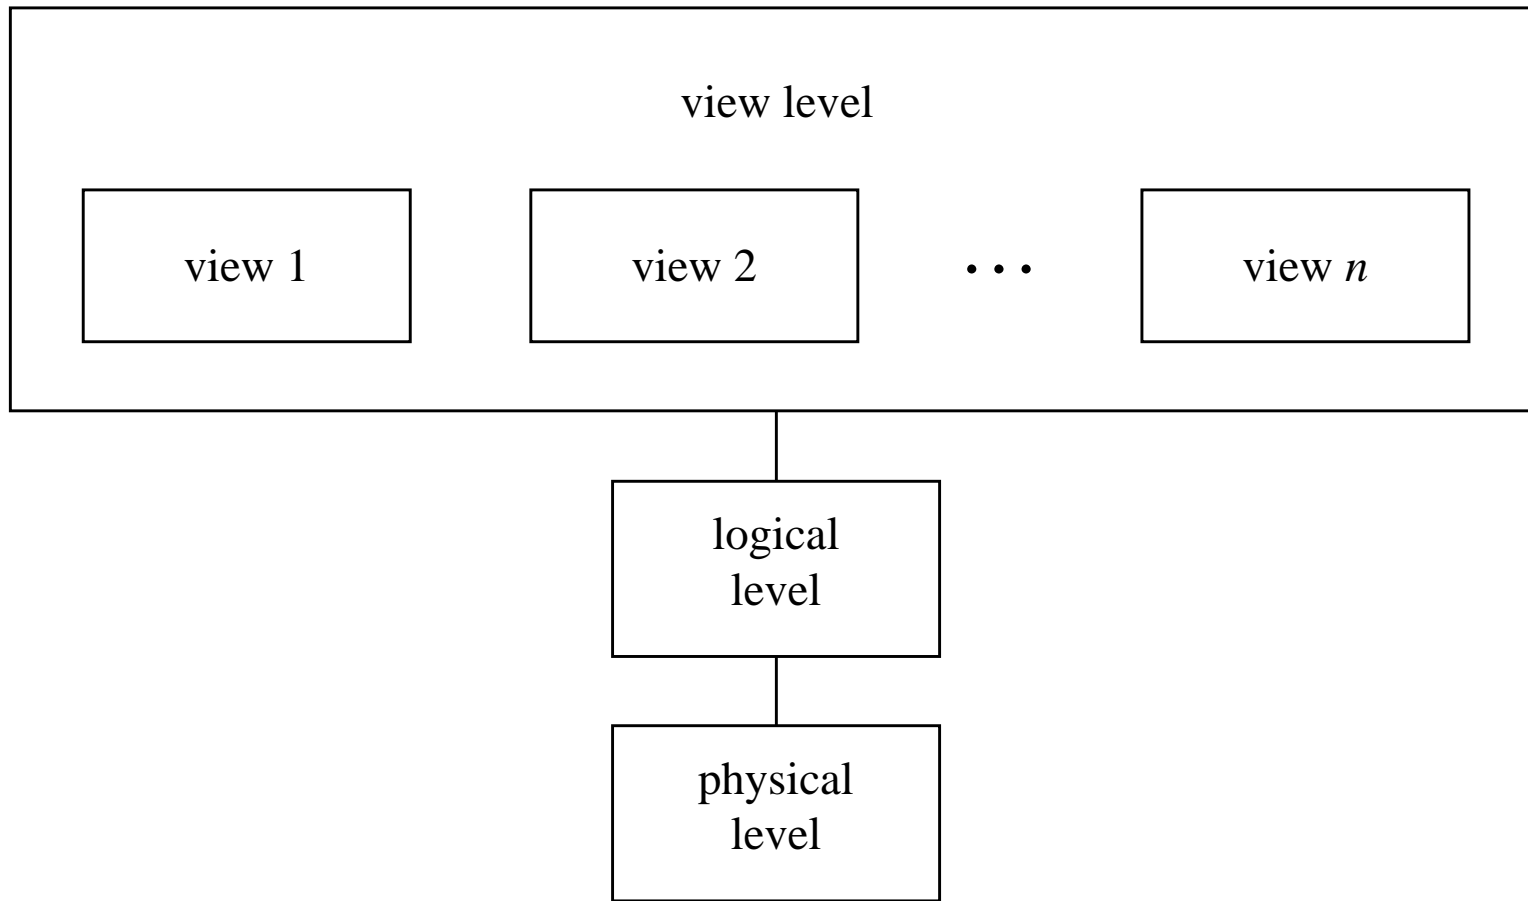 view level
view 1
view 2
. . .
view n
logical
level
physical
level